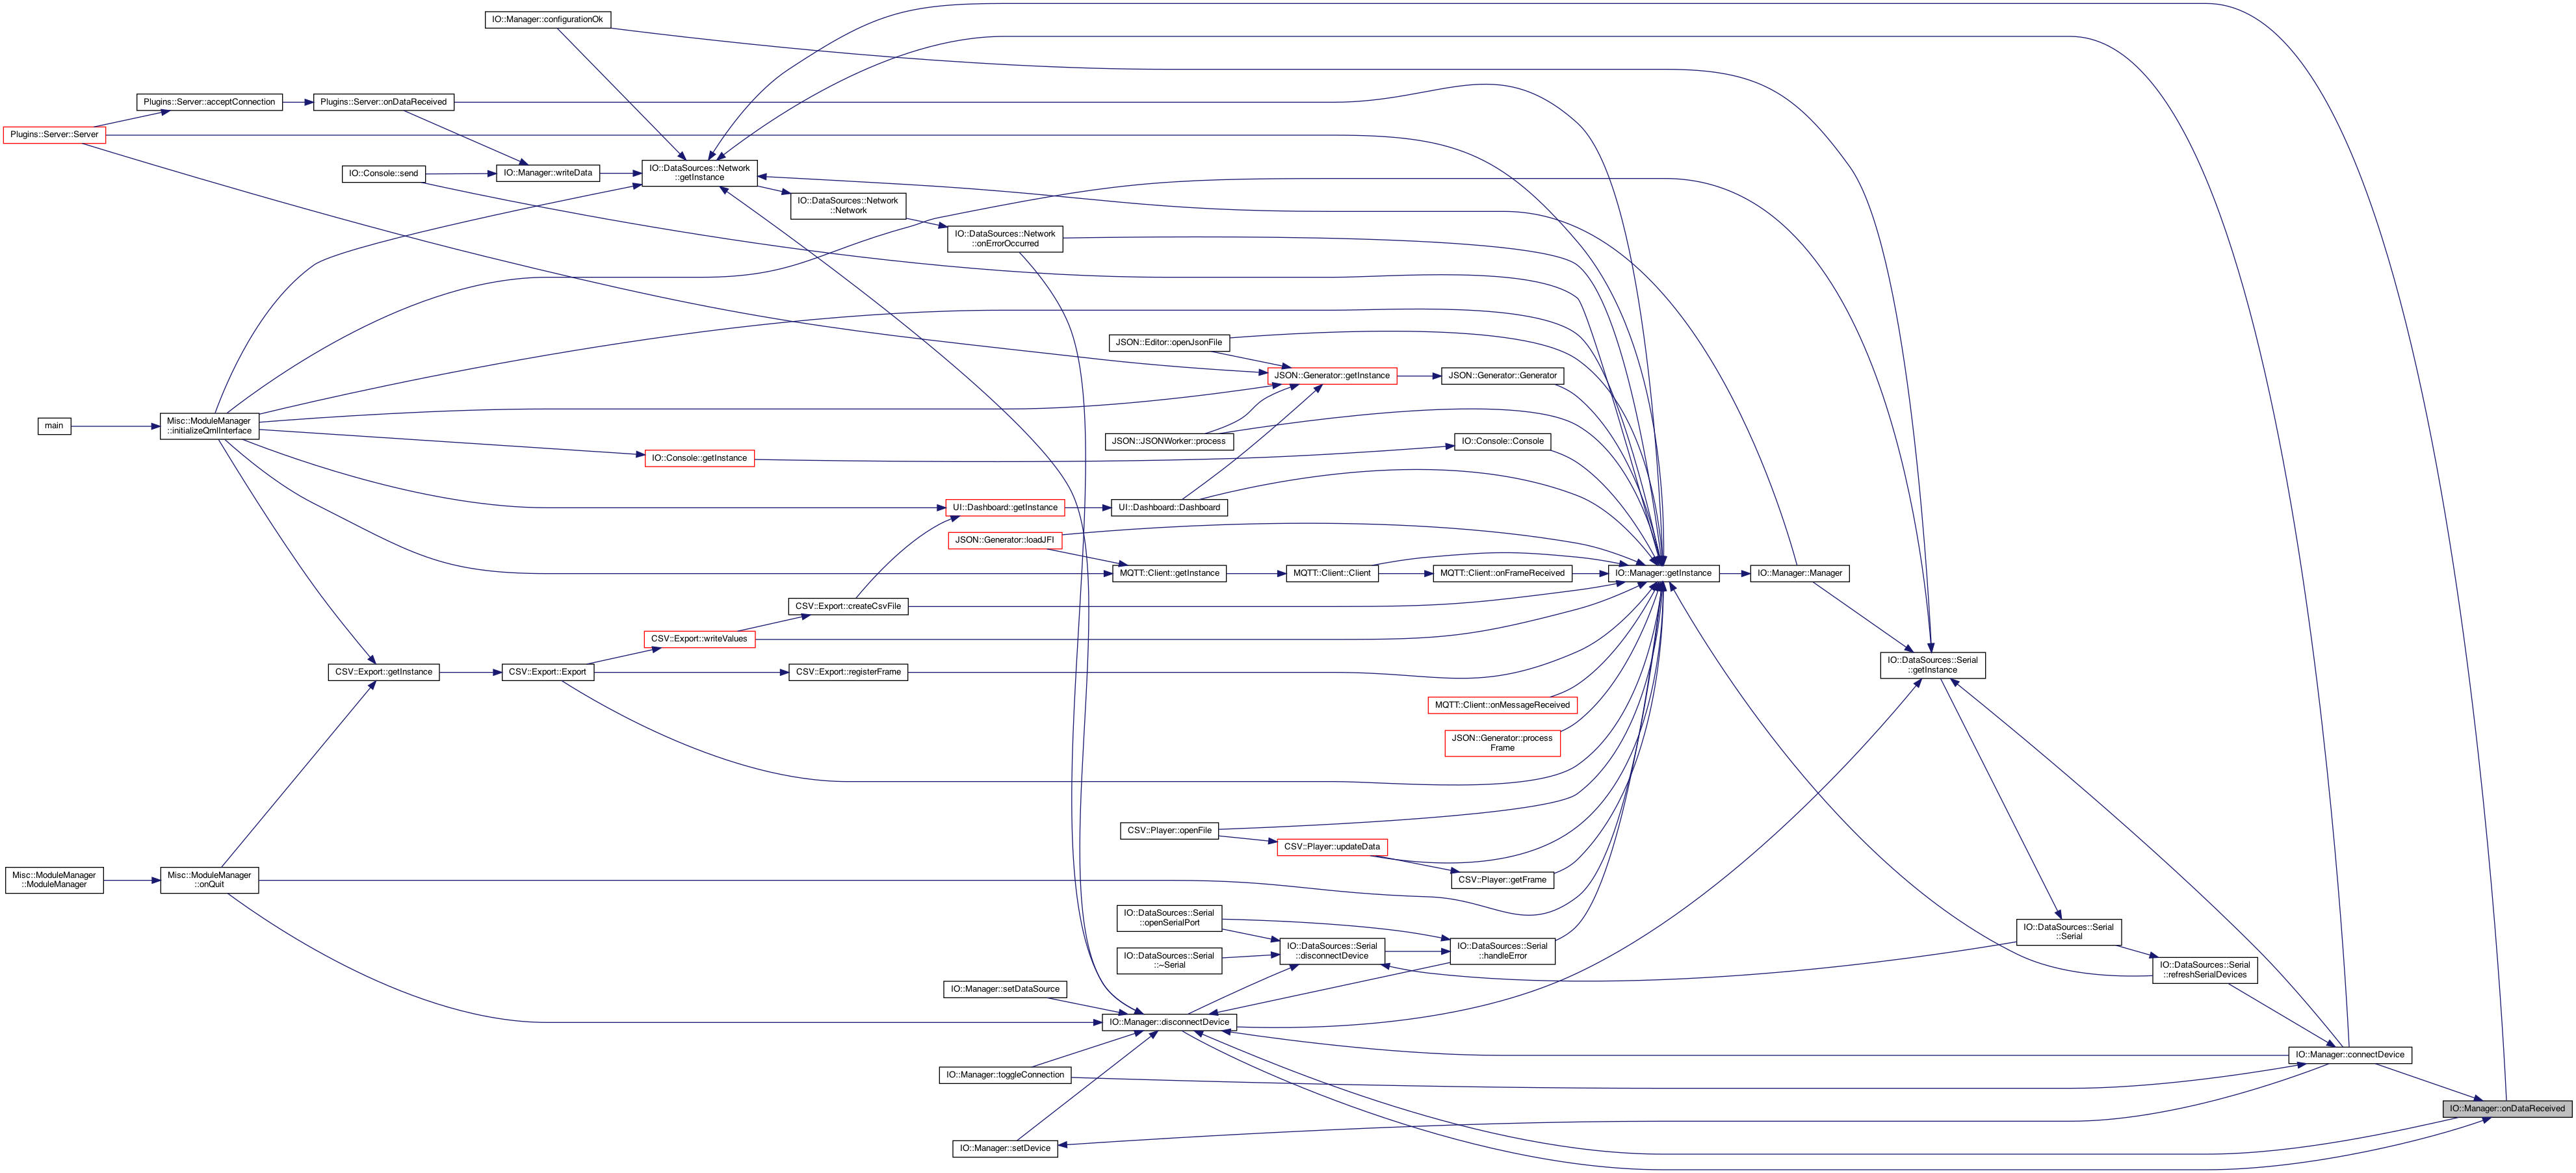 IO::Manager::configurationOk
Plugins::Server::acceptConnection
Plugins::Server::onDataReceived
Plugins::Server::Server
IO::Console::send
IO::Manager::writeData
IO::DataSources::Network
::getInstance
IO::DataSources::Network
::Network
IO::DataSources::Network
::onErrorOccurred
JSON::Editor::openJsonFile
JSON::Generator::getInstance
JSON::Generator::Generator
main
Misc::ModuleManager
::initializeQmlInterface
JSON::JSONWorker::process
IO::Console::Console
IO::Console::getInstance
UI::Dashboard::getInstance
UI::Dashboard::Dashboard
JSON::Generator::loadJFI
MQTT::Client::getInstance
MQTT::Client::Client
MQTT::Client::onFrameReceived
IO::Manager::getInstance
IO::Manager::Manager
CSV::Export::createCsvFile
CSV::Export::writeValues
CSV::Export::getInstance
CSV::Export::Export
CSV::Export::registerFrame
IO::DataSources::Serial
::getInstance
MQTT::Client::onMessageReceived
JSON::Generator::process
Frame
CSV::Player::openFile
CSV::Player::updateData
CSV::Player::getFrame
Misc::ModuleManager
::ModuleManager
Misc::ModuleManager
::onQuit
IO::DataSources::Serial
::openSerialPort
IO::DataSources::Serial
::~Serial
IO::DataSources::Serial
::disconnectDevice
IO::DataSources::Serial
::handleError
IO::DataSources::Serial
::Serial
IO::DataSources::Serial
::refreshSerialDevices
IO::Manager::setDataSource
IO::Manager::disconnectDevice
IO::Manager::connectDevice
IO::Manager::toggleConnection
IO::Manager::onDataReceived
IO::Manager::setDevice